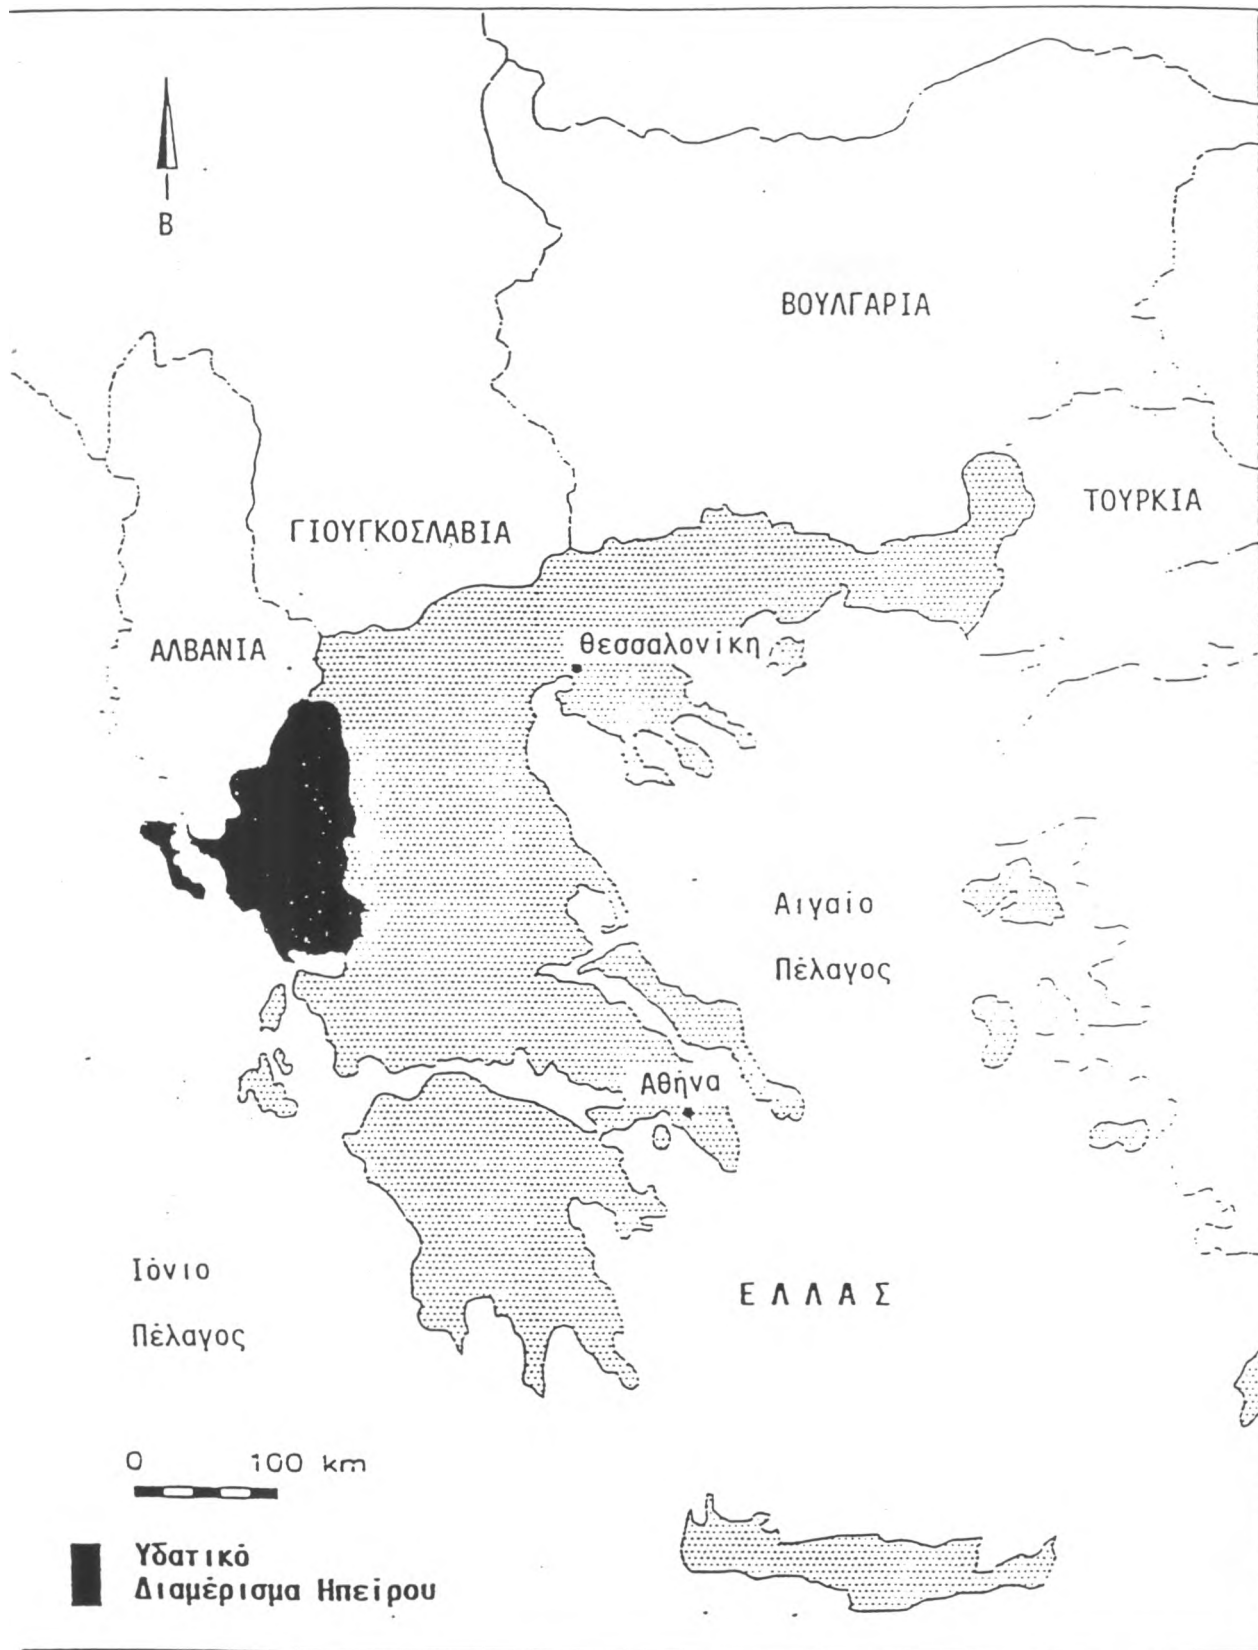 Β
ΒΟΥΛΓΑΡΙΑ
ΤΟΥΡΚΙΑ
ΓΙΟΥΓΚΟΣΛΑΒΙΑ
ΑΛΒΑΝΙΑ
Θεσσαλονίκη
Αιγαίο
Πέλαγος
Αθήνα
Ιόνιο
Πέλαγος
ΕΛΛΑΣ
0 100 km
Υδατικό
Διαμέρισμα Ηπείρου